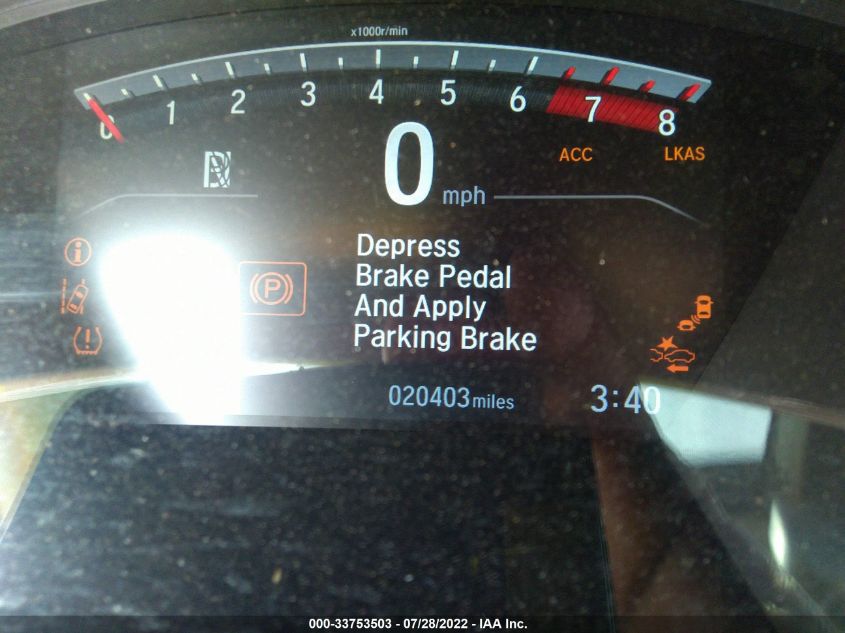 x1000r/min
0 1 2 3 4 5 6 7 8
ACC LKAS
0 mph
Depress
Brake Pedal
And Apply
Parking Brake
P
020403 miles
3:40
000-33753503 - 07/28/2022 - IAA Inc.